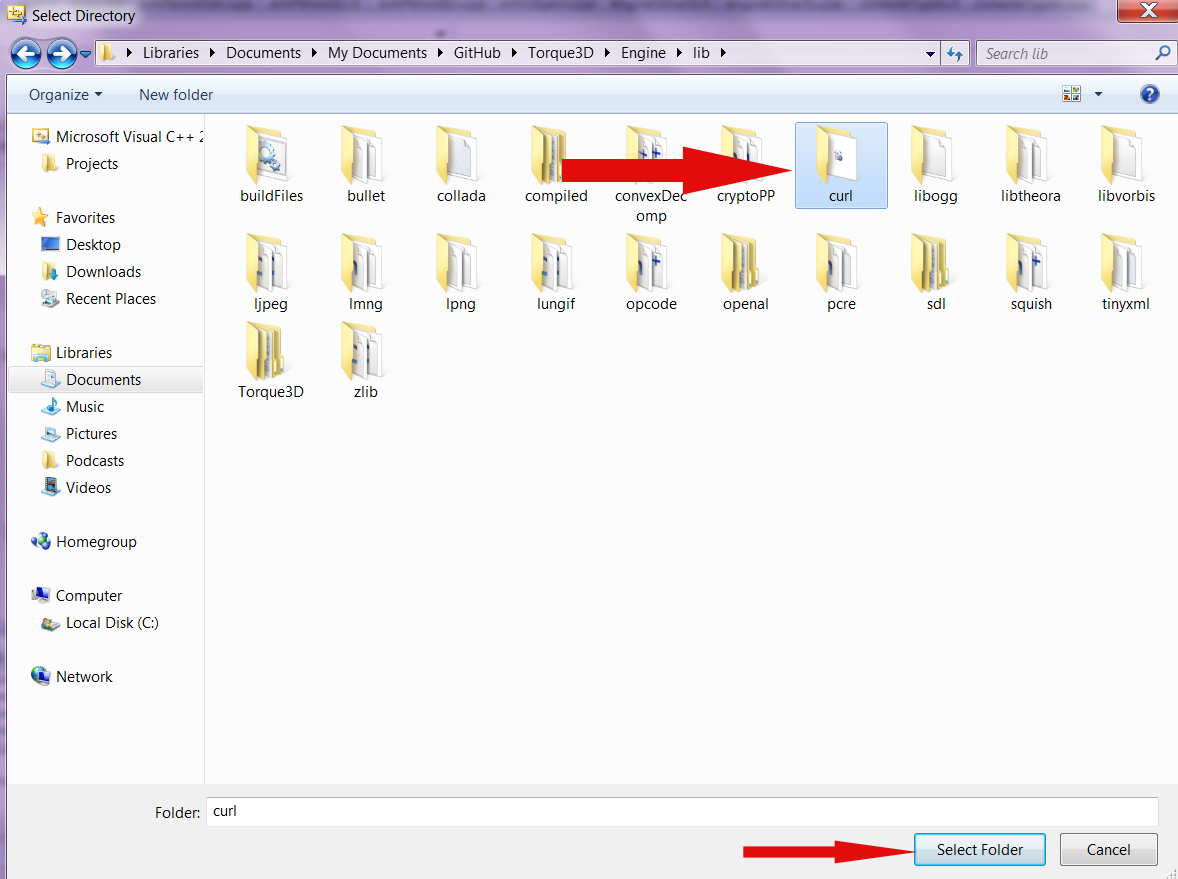 Select Directory
Libraries Documents My Documents GitHub Torque3D Engine lib
Search lib
Organize New folder
Microsoft Visual C++ 2
Projects
Favorites
Desktop
Downloads
Recent Places
Libraries
Documents
Music
Pictures
Podcasts
Videos
Homegroup
Computer
Local Disk (C:)
Network
buildFiles bullet collada compiled convexDec cryptoPP curl libogg libtheora libvorbis
omp
ljpeg lmng lpng lungif opcode openal pcre sdl squish tinyxml
Torque3D zlib
Folder: curl
Select Folder Cancel